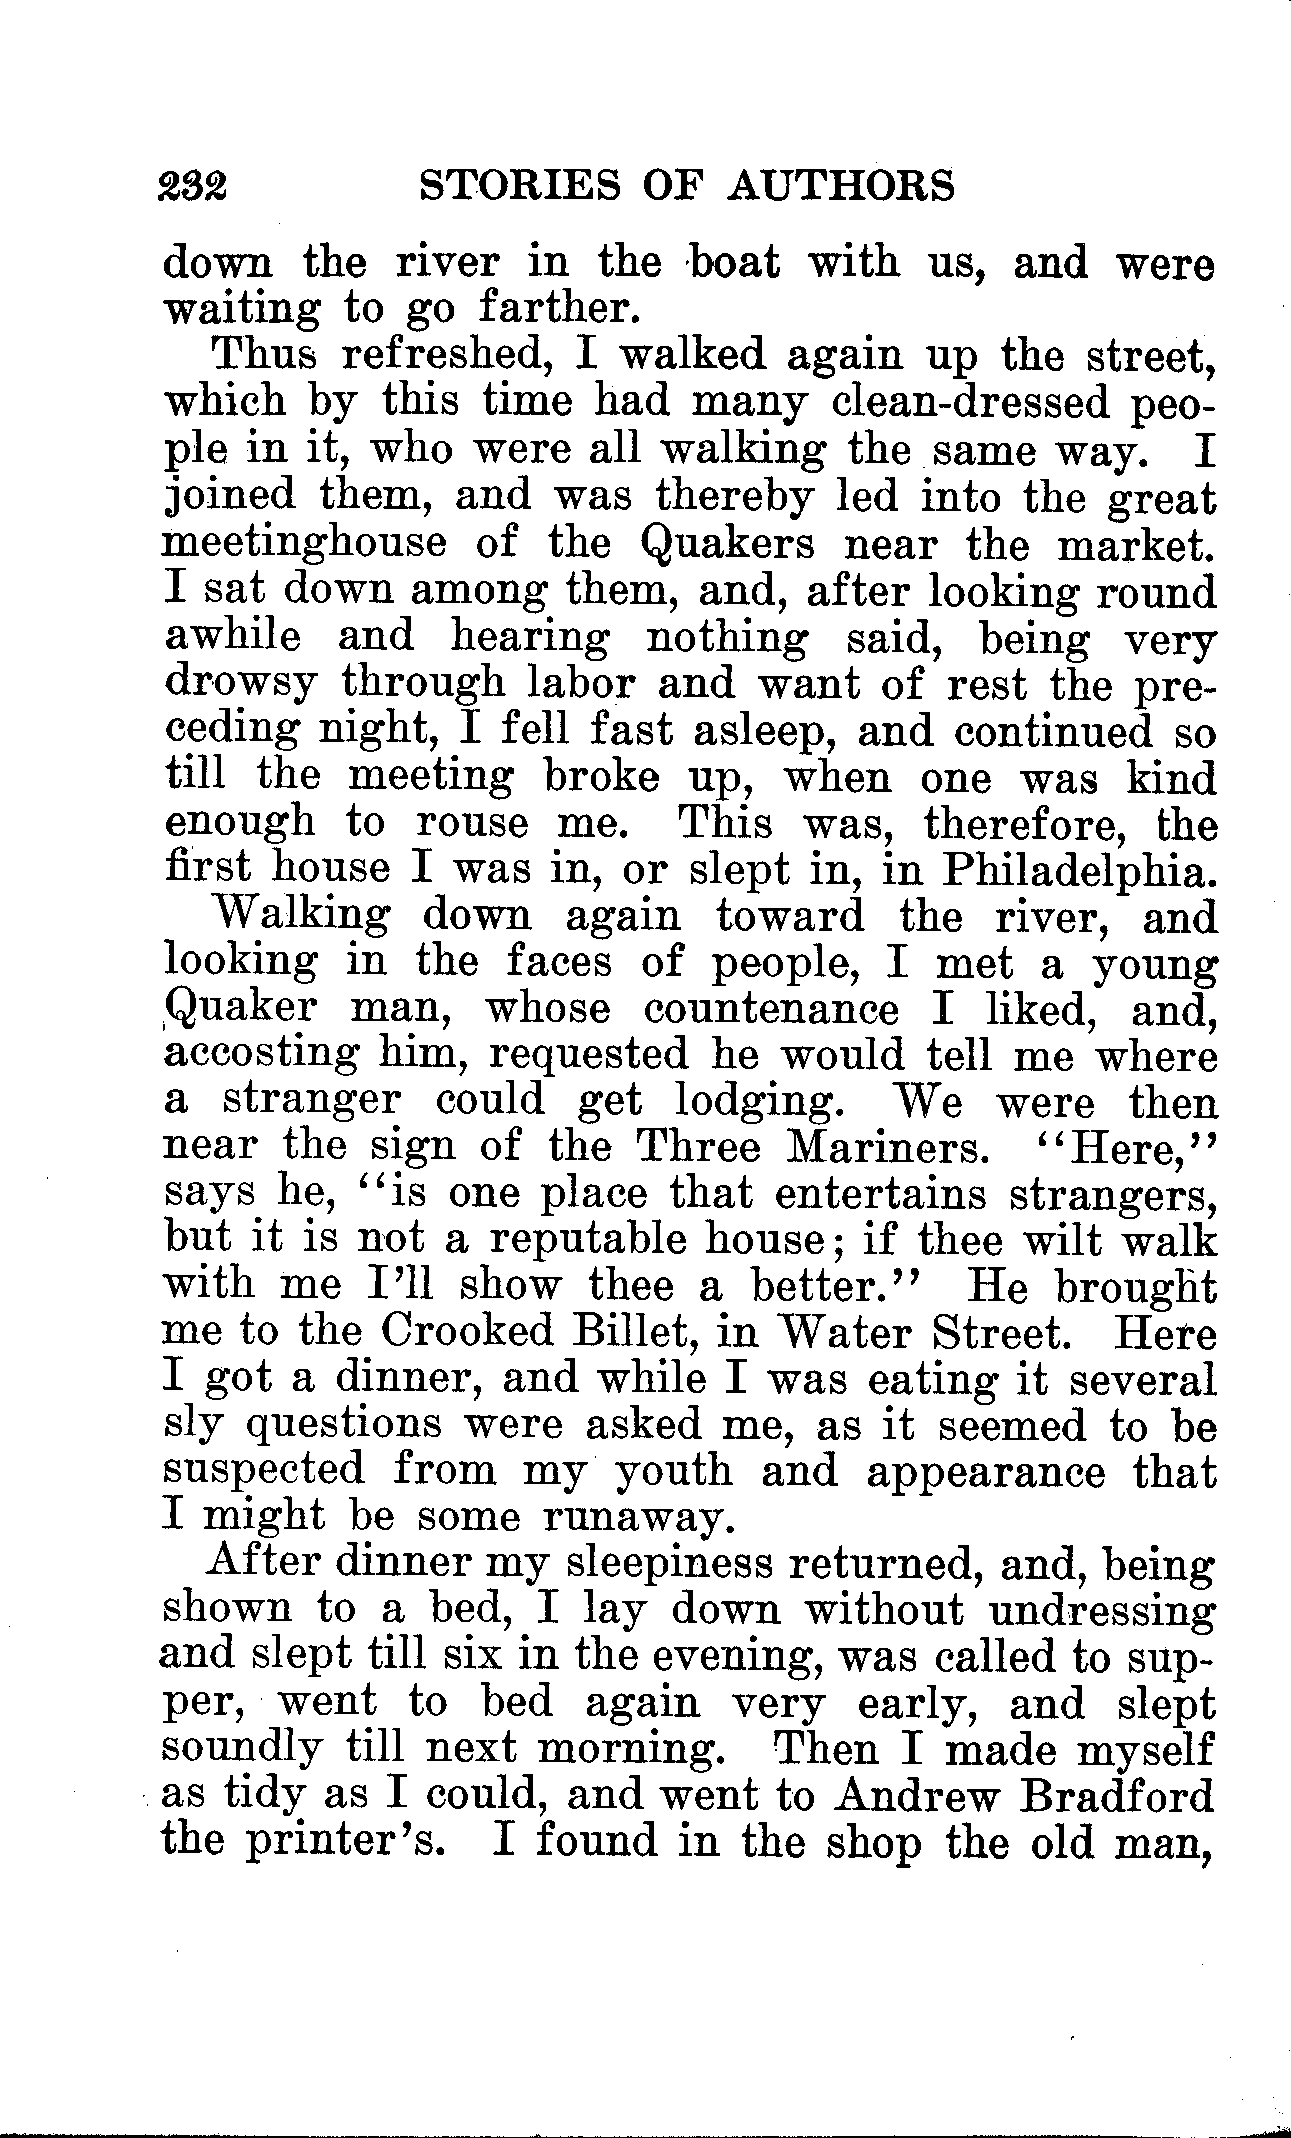 232 STORIES OF AUTHORS
down the river in the boat with us, and were
waiting to go farther.
Thus refreshed, I walked again up the street,
which by this time had many clean-dressed peo-
ple in it, who were all walking the same way. I
joined them, and was thereby led into the great
meetinghouse of the Quakers near the market.
I sat down among them, and, after looking round
awhile and hearing nothing said, being very
drowsy through labor and want of rest the pre-
ceding night, I fell fast asleep, and continued so
till the meeting broke up, when one was kind
enough to rouse me. This was, therefore, the
first house I was in, or slept in, in Philadelphia.
Walking down again toward the river, and
looking in the faces of people, I met a young
Quaker man, whose countenance I liked, and,
accosting him, requested he would tell me where
a stranger could get lodging. We were then
near the sign of the Three Mariners. "Here,"
says he, "is one place that entertains strangers,
but it is not a reputable house; if thee wilt walk
with me I'll show thee a better." He brought
me to the Crooked Billet, in Water Street. Here
I got a dinner, and while I was eating it several
sly questions were asked me, as it seemed to be
suspected from my youth and appearance that
I might be some runaway.
After dinner my sleepiness returned, and, being
shown to a bed, I lay down without undressing
and slept till six in the evening, was called to sup-
per, went to bed again very early, and slept
soundly till next morning. Then I made myself
as tidy as I could, and went to Andrew Bradford
the printer's. I found in the shop the old man,